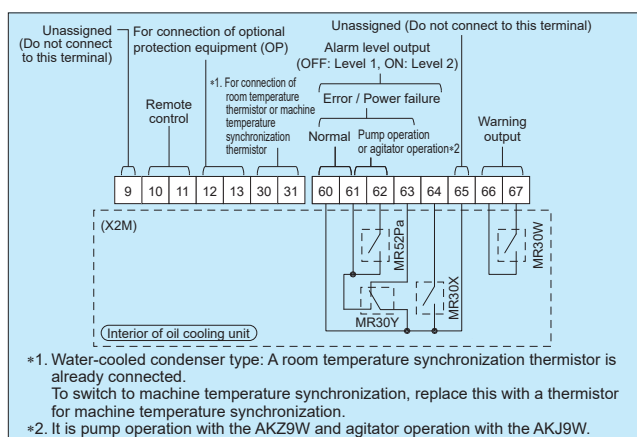 Unassigned
(Do not connect
to this terminal)
For connection of optional
protection equipment (OP)
Unassigned (Do not connect
to this terminal)
Alarm level output
(OFF: Level 1, ON: Level 2)
*1. For connection of
room temperature
thermistor or machine
temperature
synchronization
thermistor
Error / Power failure
Remote
control
Normal
Pump operation
or agitator operation*2
Warning
output
9 10 11 12 13 30 31 60 61 62 63 64 65 66 67
(X2M)
MR52Pa
MR30Y
MR30X
MR30W
Interior of oil cooling unit
*1. Water-cooled condenser type: A room temperature synchronization thermistor is
already connected.
To switch to machine temperature synchronization, replace this with a thermistor
for machine temperature synchronization.
*2. It is pump operation with the AKZ9W and agitator operation with the AKJ9W.